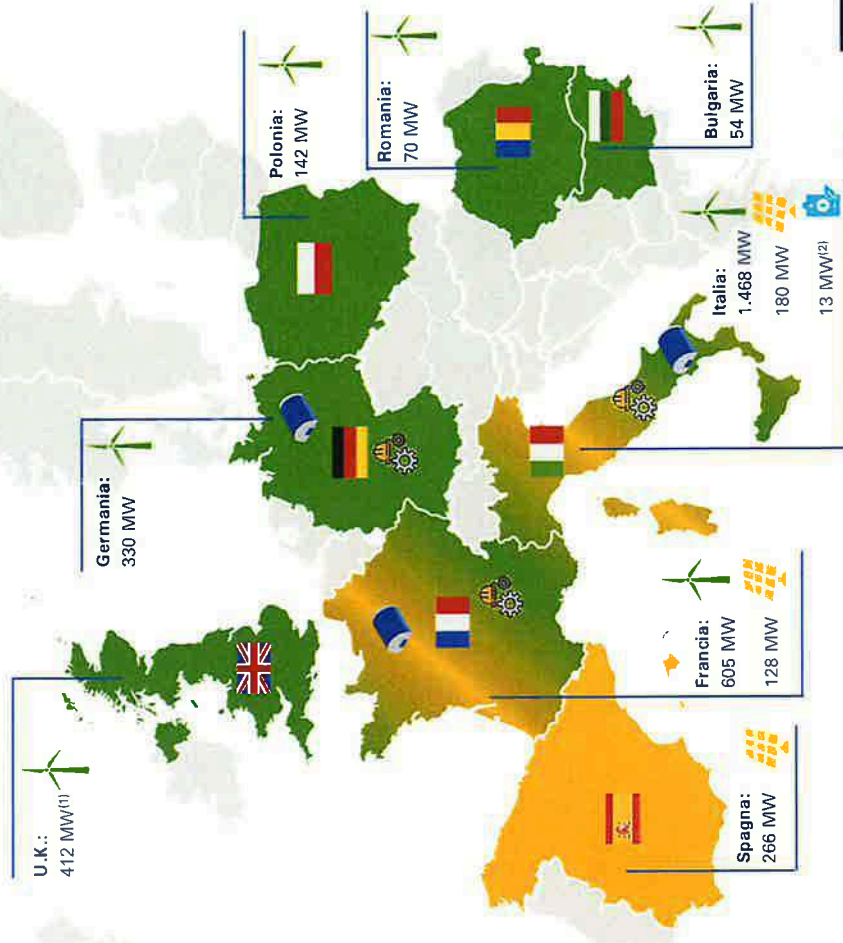 U.K.:
412 MW(1)
Germania:
330 MW
Polonia:
142 MW
Romania:
70 MW
Bulgaria:
54 MW
Italia:
1.468 MW
180 MW
13 MW(2)
Francia:
605 MW
128 MW
Spagna:
266 MW